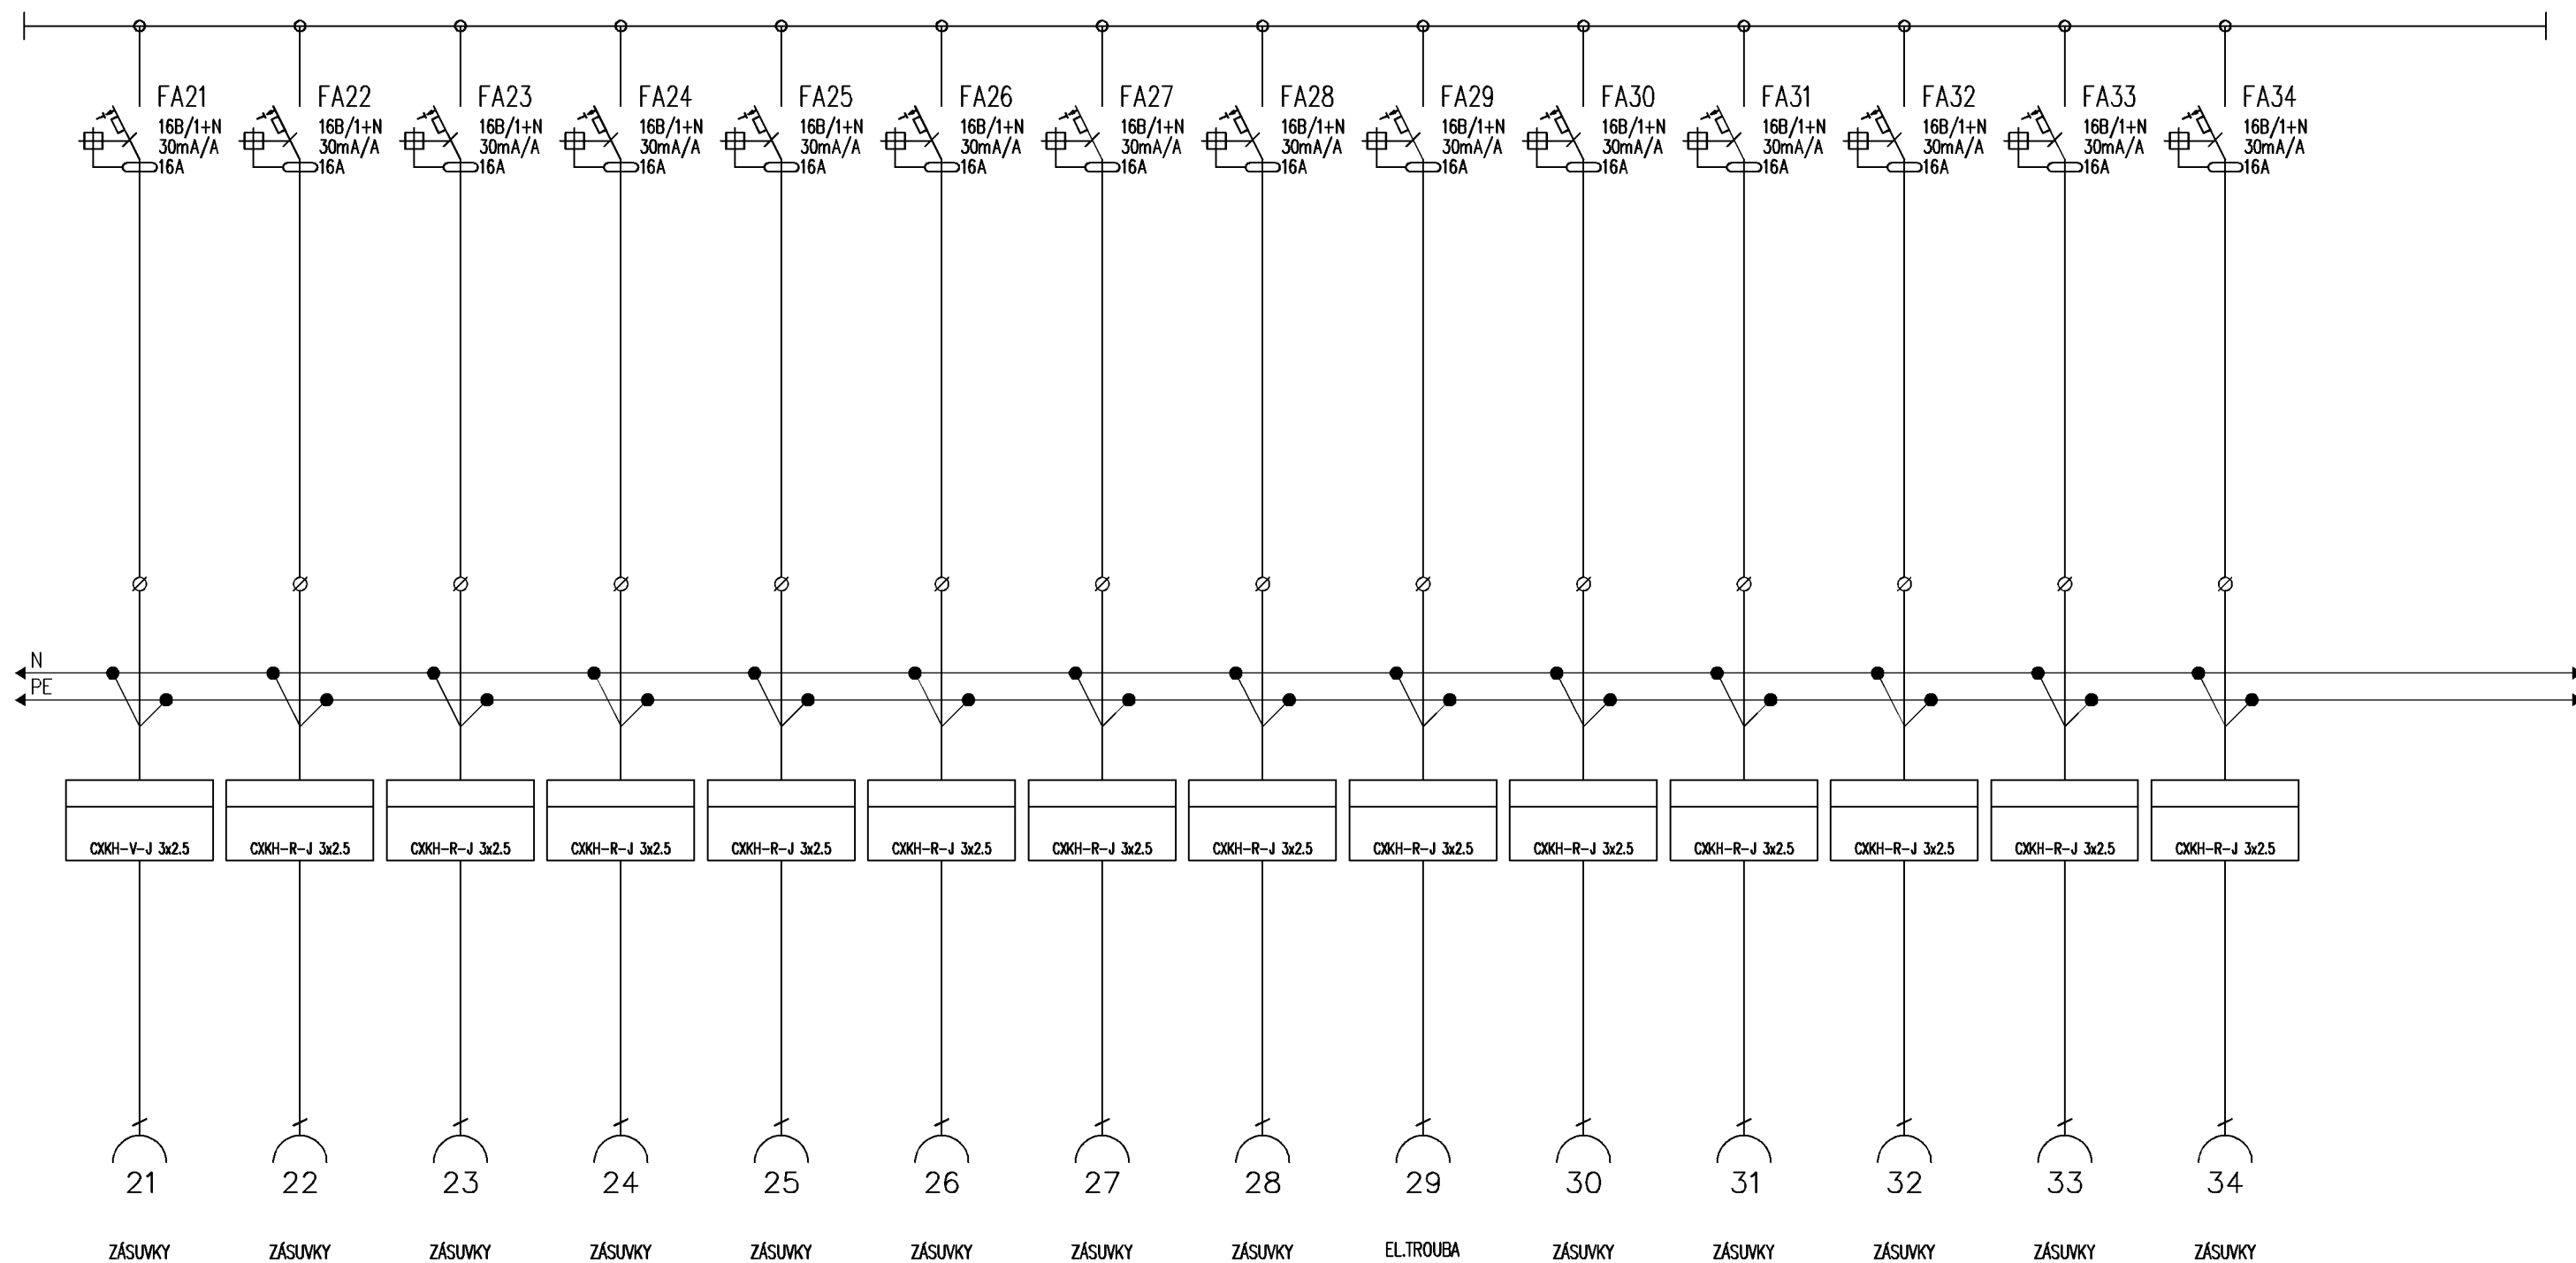 FA21
16B/1+N
30mA/A
16A
FA22
16B/1+N
30mA/A
16A
FA23
16B/1+N
30mA/A
16A
FA24
16B/1+N
30mA/A
16A
FA25
16B/1+N
30mA/A
16A
FA26
16B/1+N
30mA/A
16A
FA27
16B/1+N
30mA/A
16A
FA28
16B/1+N
30mA/A
16A
FA29
16B/1+N
30mA/A
16A
FA30
16B/1+N
30mA/A
16A
FA31
16B/1+N
30mA/A
16A
FA32
16B/1+N
30mA/A
16A
FA33
16B/1+N
30mA/A
16A
FA34
16B/1+N
30mA/A
16A
N
PE
CXKH-V-J 3x2.5
CXKH-R-J 3x2.5
CXKH-R-J 3x2.5
CXKH-R-J 3x2.5
CXKH-R-J 3x2.5
CXKH-R-J 3x2.5
CXKH-R-J 3x2.5
CXKH-R-J 3x2.5
CXKH-R-J 3x2.5
CXKH-R-J 3x2.5
CXKH-R-J 3x2.5
CXKH-R-J 3x2.5
CXKH-R-J 3x2.5
CXKH-R-J 3x2.5
21
22
23
24
25
26
27
28
29
30
31
32
33
34
ZÁSUVKY
ZÁSUVKY
ZÁSUVKY
ZÁSUVKY
ZÁSUVKY
ZÁSUVKY
ZÁSUVKY
ZÁSUVKY
EL.TROUBA
ZÁSUVKY
ZÁSUVKY
ZÁSUVKY
ZÁSUVKY
ZÁSUVKY